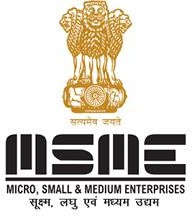 सत्यमेव जयते
MSME
MICRO, SMALL & MEDIUM ENTERPRISES
सूक्ष्म, लघु एवं मध्यम उद्यम